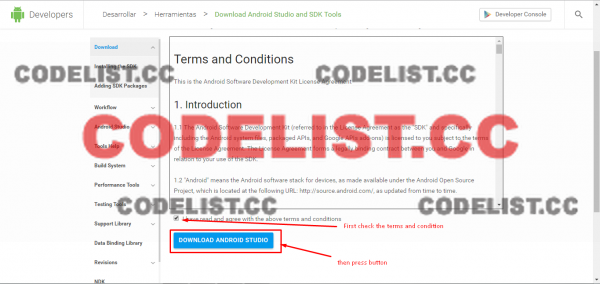 Developers
Desarrollar > Herramientas > Download Android Studio and SDK Tools
Developer Console
Download
Installing the SDK
Adding SDK Packages
Workflow
Android Studio
Tools Help
Build System
Performance Tools
Testing Tools
Support Library
Data Binding Library
Revisions
NDK
Terms and Conditions
This is the Android Software Development Kit License Agreement
1. Introduction
1.1 The Android Software Development Kit (referred to in the License Agreement as the "SDK" and specifically
including the Android system files, packaged APIs, and Google APIs add-ons) is licensed to you subject to the terms
of the License Agreement. The License Agreement forms a legally binding contract between you and Google in
relation to your use of the SDK.
1.2 "Android" means the Android software stack for devices, as made available under the Android Open Source
Project, which is located at the following URL: http://source.android.com/, as updated from time to time.
I have read and agree with the above terms and conditions
First check the terms and condition
DOWNLOAD ANDROID STUDIO
then press button
CODELIST.CC
CODELIST.CC
CODELIST.CC
CODELIST.CC
CODELIST.CC